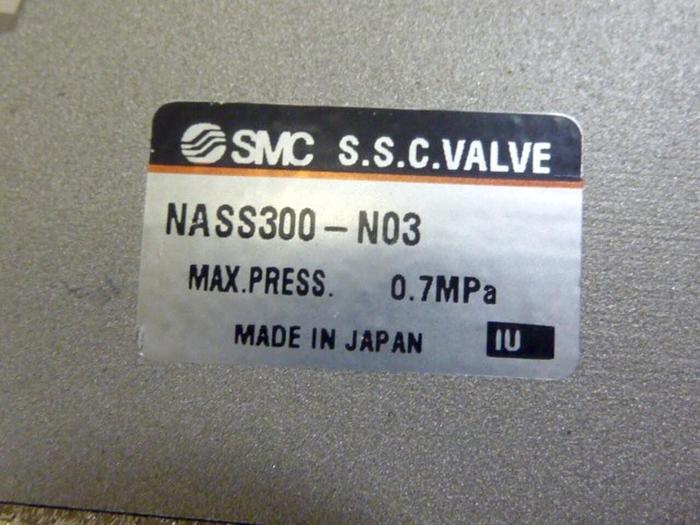 SMC S.S.C.VALVE
NASS300-N03
MAX.PRESS. 0.7MPa
MADE IN JAPAN IU